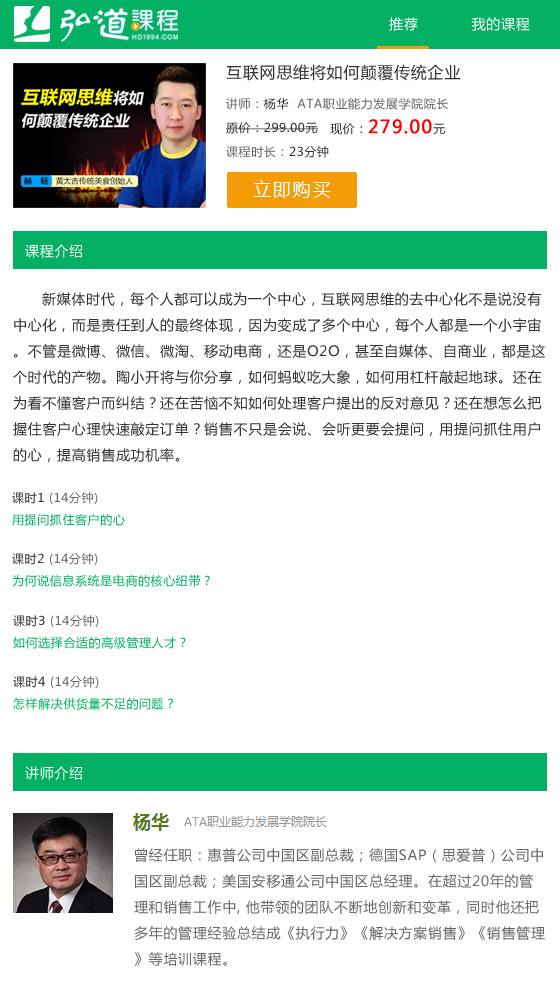 弘道 課程
HD1994.COM
推荐 我的课程
互联网思维将如
何颠覆传统企业
赫 畅 黄太吉传统美食创始人
互联网思维将如何颠覆传统企业
讲师：杨华 ATA职业能力发展学院院长
原价：299.00元 现价：279.00元
课程时长：23分钟
立即购买
课程介绍
新媒体时代，每个人都可以成为一个中心，互联网思维的去中心化不是说没有
中心化，而是责任到人的最终体现，因为变成了多个中心，每个人都是一个小宇宙
。不管是微博、微信、微淘、移动电商，还是O2O，甚至自媒体、自商业，都是这
个时代的产物。陶小开将与你分享，如何蚂蚁吃大象，如何用杠杆敲起地球。还在
为看不懂客户而纠结？还在苦恼不知如何处理客户提出的反对意见？还在想怎么把
握住客户心理快速敲定订单？销售不只是会说、会听更要会提问，用提问抓住用户
的心，提高销售成功机率。
课时1 (14分钟)
用提问抓住客户的心
课时2 (14分钟)
为何说信息系统是电商的核心纽带？
课时3 (14分钟)
如何选择合适的高级管理人才？
课时4 (14分钟)
怎样解决供货量不足的问题？
讲师介绍
杨华 ATA职业能力发展学院院长
曾经任职：惠普公司中国区副总裁；德国SAP（思爱普）公司中
国区副总裁；美国安移通公司中国区总经理。在超过20年的管
理和销售工作中, 他带领的团队不断地创新和变革，同时他还把
多年的管理经验总结成《执行力》《解决方案销售》《销售管理
》等培训课程。